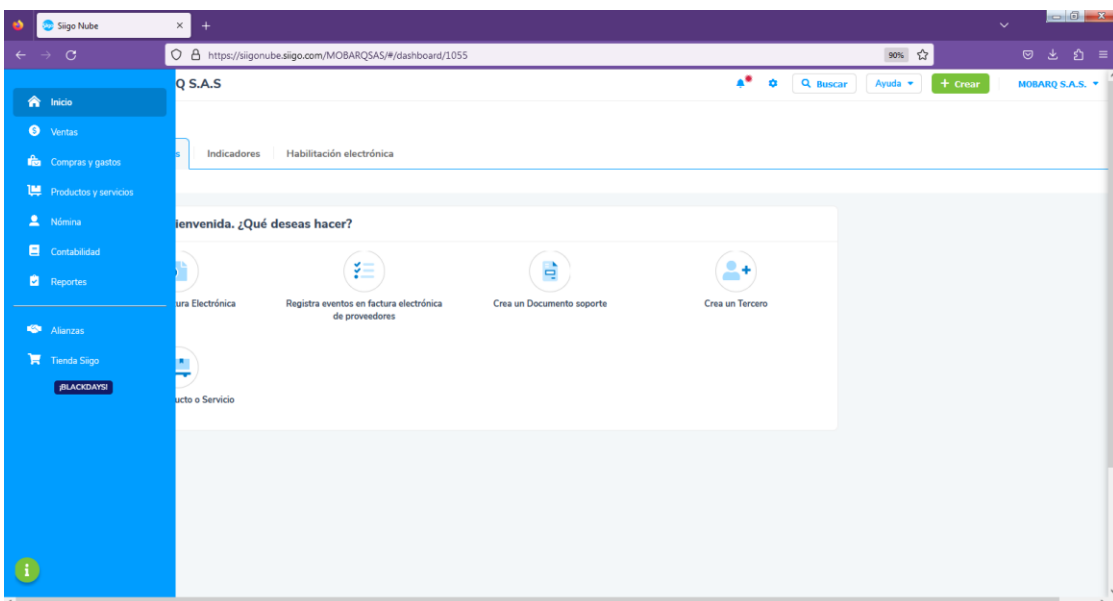 Siigo Nube
https://siigonube.siigo.com/MOBARQSAS/#/dashboard/1055
90%
Q S.A.S
Buscar
Ayuda
+ Crear
MOBARQ S.A.S.
Inicio
Ventas
Compras y gastos
Productos y servicios
Nómina
Contabilidad
Reportes
Alianzas
Tienda Siigo
¡BLACKDAYS!
s
Indicadores
Habilitación electrónica
ienvenida. ¿Qué deseas hacer?
tura Electrónica
Registra eventos en factura electrónica
de proveedores
Crea un Documento soporte
Crea un Tercero
ucto o Servicio